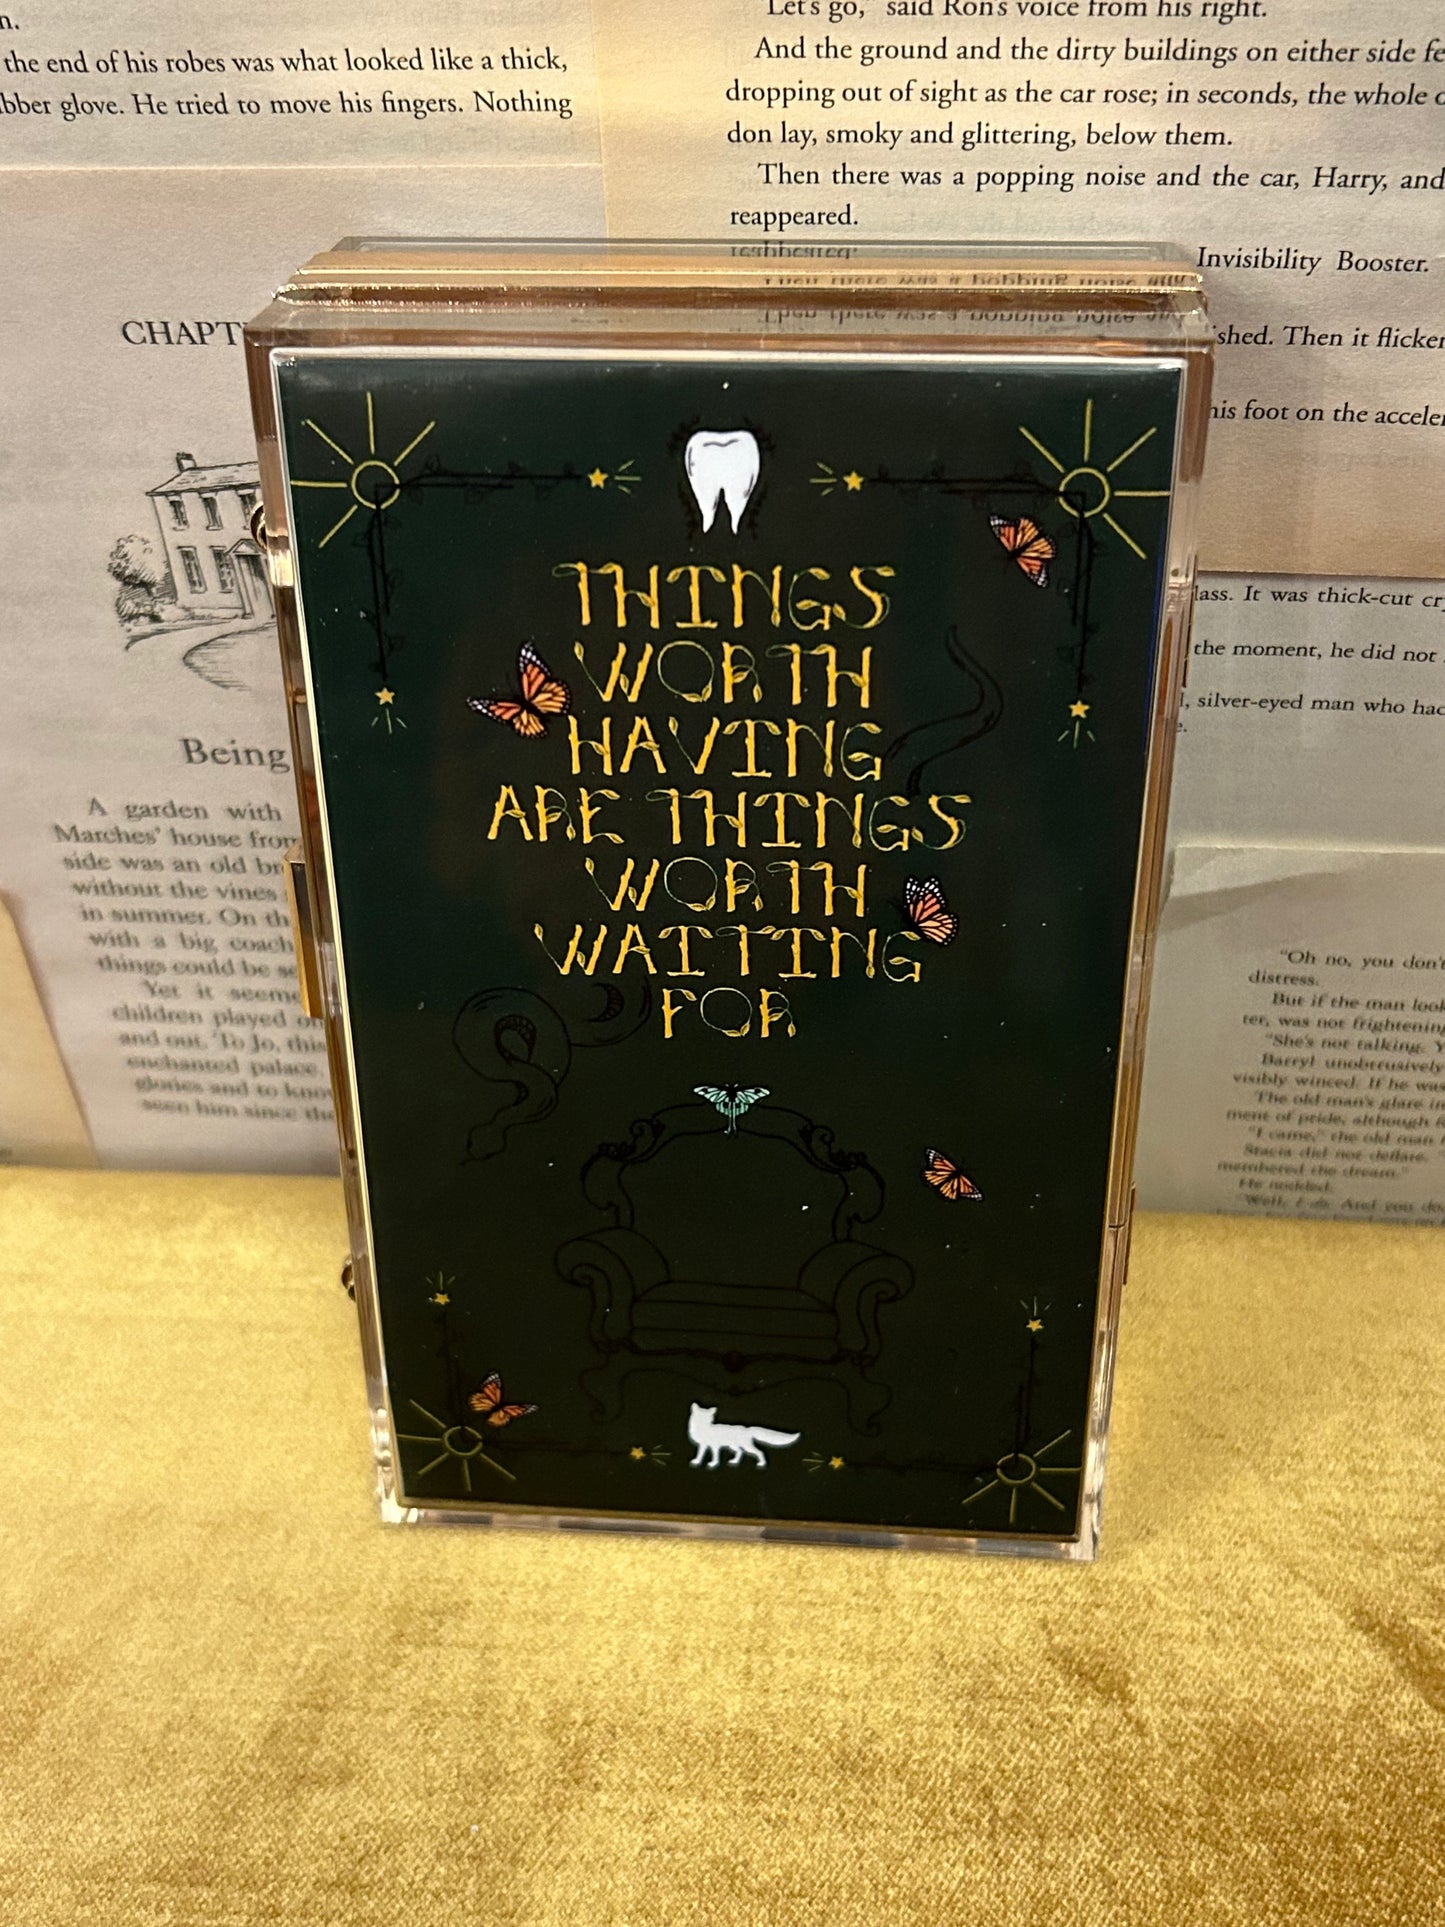 n.
the end of his robes was what looked like a thick,
bber glove. He tried to move his fingers. Nothing
"Let's go," said Ron's voice from his right.
And the ground and the dirty buildings on either side fe
dropping out of sight as the car rose; in seconds, the whole
don lay, smoky and glittering, below them.
Then there was a popping noise and the car, Harry, and
reappeared.
Invisibility Booster.
shed. Then it flicker
his foot on the acceler
lass. It was thick-cut cr
the moment, he did not
, silver-eyed man who hac
e.
CHAPT
Being
A garden with
Marches' house from
side was an old br
without the vines
in summer. On th
with a big coach
things could be se
Yet it seeme
children played on
and out. To Jo, this
enchanted palace,
glories and to know
seen him since the
THINGS
WORTH
HAVING
ARE THINGS
WORTH
WAITING
FOR
"Oh no, you don't
distress.
But if the man look
ter, was not frightening
"She's not talking. Y
Barryl unobtrusively
visibly winced. If he was
The old man's glare in
ment of pride, although
"I came," the old man
Stacia did not deflate.
membered the dream."
He nodded.